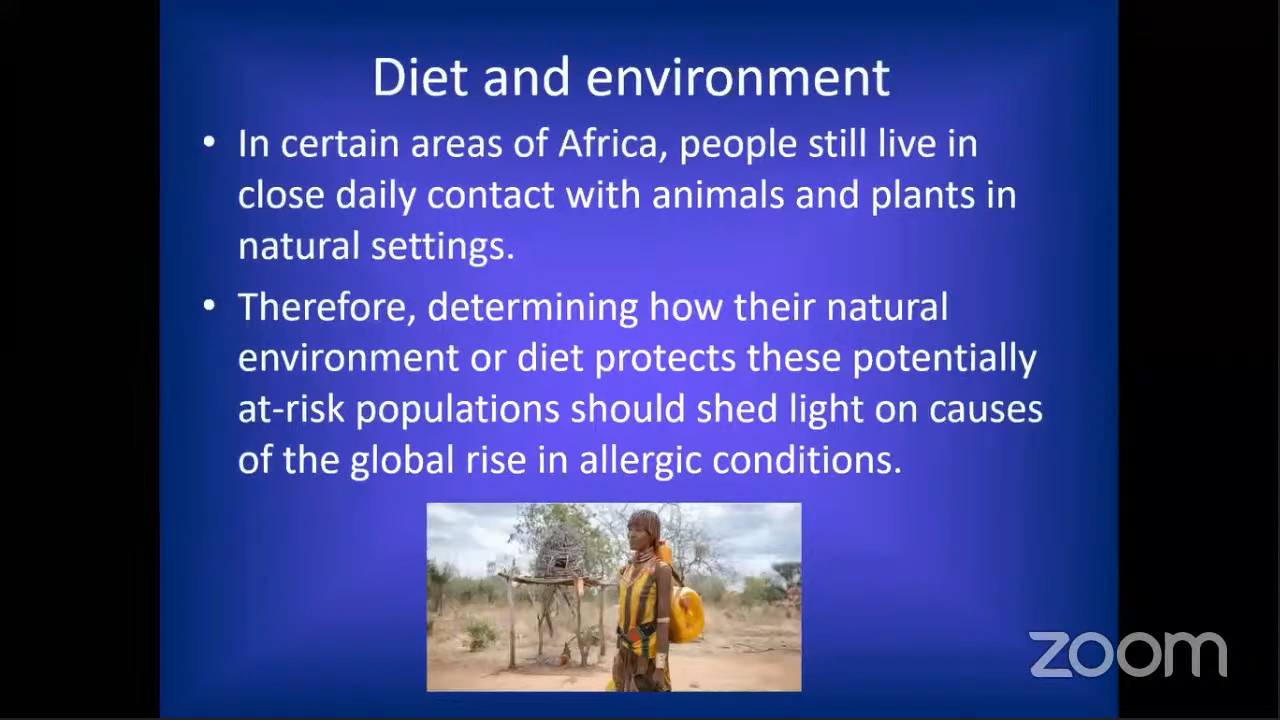 Diet and environment
• In certain areas of Africa, people still live in
close daily contact with animals and plants in
natural settings.
• Therefore, determining how their natural
environment or diet protects these potentially
at-risk populations should shed light on causes
of the global rise in allergic conditions.
zoom